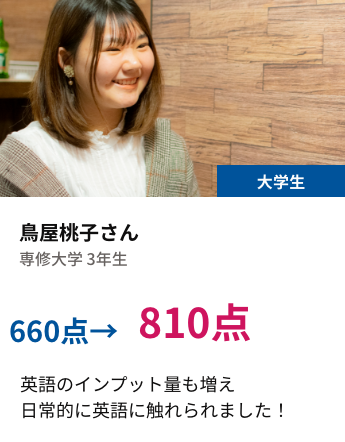 大学生
鳥屋桃子さん
専修大学 3年生
660点→ 810点
英語のインプット量も増え
日常的に英語に触れられました！